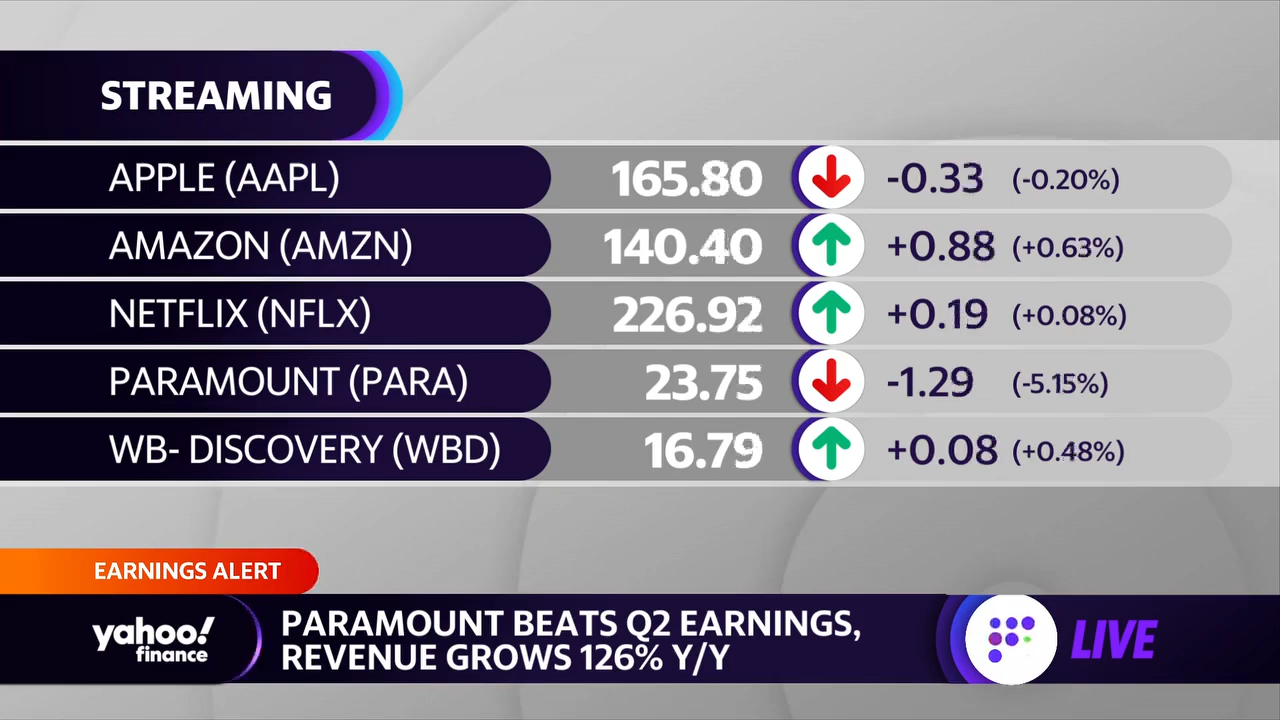 STREAMING
APPLE (AAPL) 165.80 -0.33 (-0.20%)
AMAZON (AMZN) 140.40 +0.88 (+0.63%)
NETFLIX (NFLX) 226.92 +0.19 (+0.08%)
PARAMOUNT (PARA) 23.75 -1.29 (-5.15%)
WB- DISCOVERY (WBD) 16.79 +0.08 (+0.48%)
EARNINGS ALERT
yahoo!
finance
PARAMOUNT BEATS Q2 EARNINGS,
REVENUE GROWS 126% Y/Y
LIVE